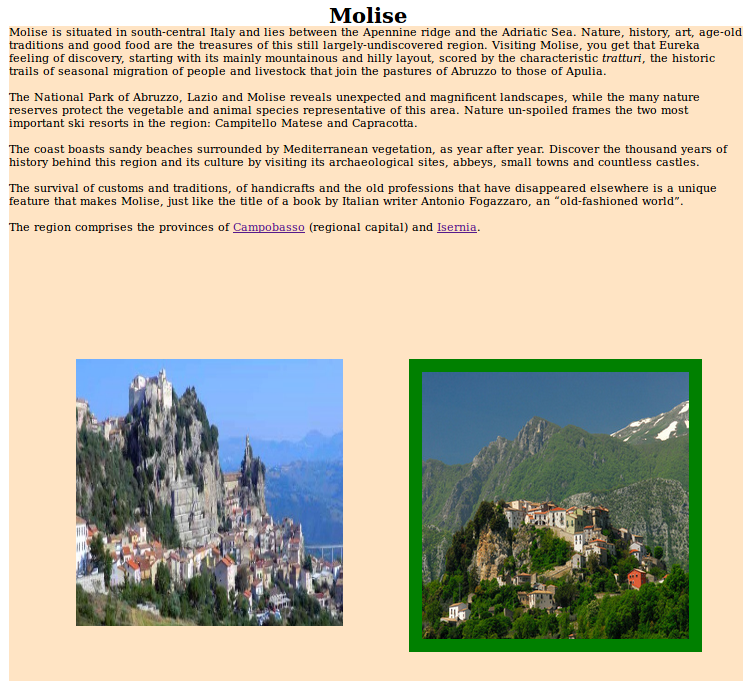 Molise
Molise is situated in south-central Italy and lies between the Apennine ridge and the Adriatic Sea. Nature, history, art, age-old
traditions and good food are the treasures of this still largely-undiscovered region. Visiting Molise, you get that Eureka
feeling of discovery, starting with its mainly mountainous and hilly layout, scored by the characteristic tratturi, the historic
trails of seasonal migration of people and livestock that join the pastures of Abruzzo to those of Apulia.
The National Park of Abruzzo, Lazio and Molise reveals unexpected and magnificent landscapes, while the many nature
reserves protect the vegetable and animal species representative of this area. Nature un-spoiled frames the two most
important ski resorts in the region: Campitello Matese and Capracotta.
The coast boasts sandy beaches surrounded by Mediterranean vegetation, as year after year. Discover the thousand years of
history behind this region and its culture by visiting its archaeological sites, abbeys, small towns and countless castles.
The survival of customs and traditions, of handicrafts and the old professions that have disappeared elsewhere is a unique
feature that makes Molise, just like the title of a book by Italian writer Antonio Fogazzaro, an “old-fashioned world”.
The region comprises the provinces of Campobasso (regional capital) and Isernia.